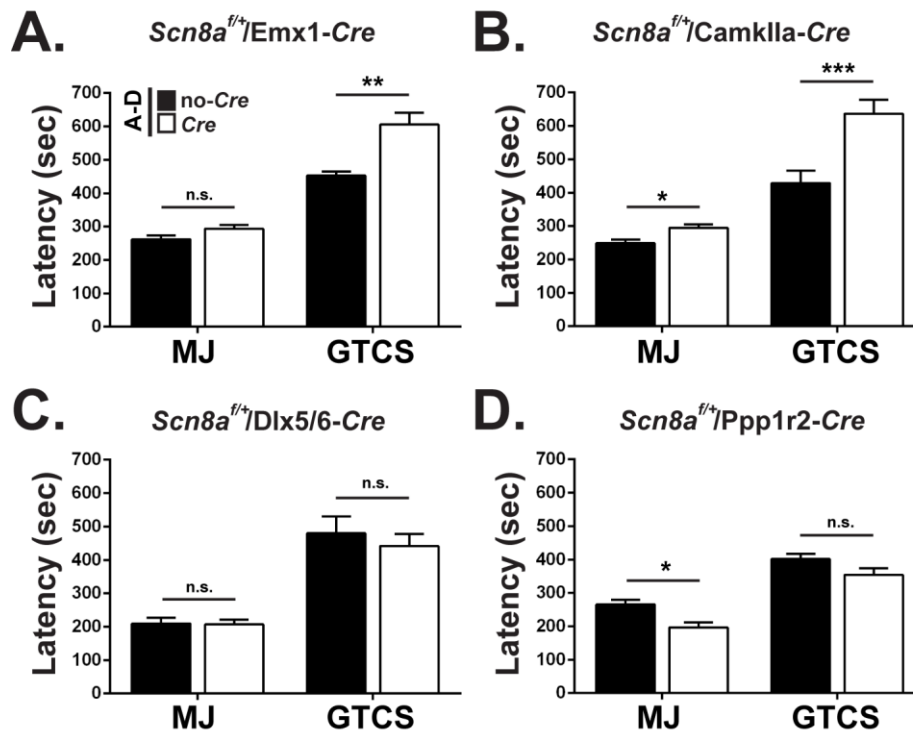 A. Scn8a^f/+/Emx1-Cre
Latency (sec)
700
600
500
400
300
200
100
0
A-D
no-Cre
Cre
n.s.
**
MJ GTCS
B. Scn8a^f/+/CamkIIa-Cre
Latency (sec)
700
600
500
400
300
200
100
0
*
***
MJ GTCS
C. Scn8a^f/+/Dlx5/6-Cre
Latency (sec)
700
600
500
400
300
200
100
0
n.s.
n.s.
MJ GTCS
D. Scn8a^f/+/Ppp1r2-Cre
Latency (sec)
700
600
500
400
300
200
100
0
*
n.s.
MJ GTCS